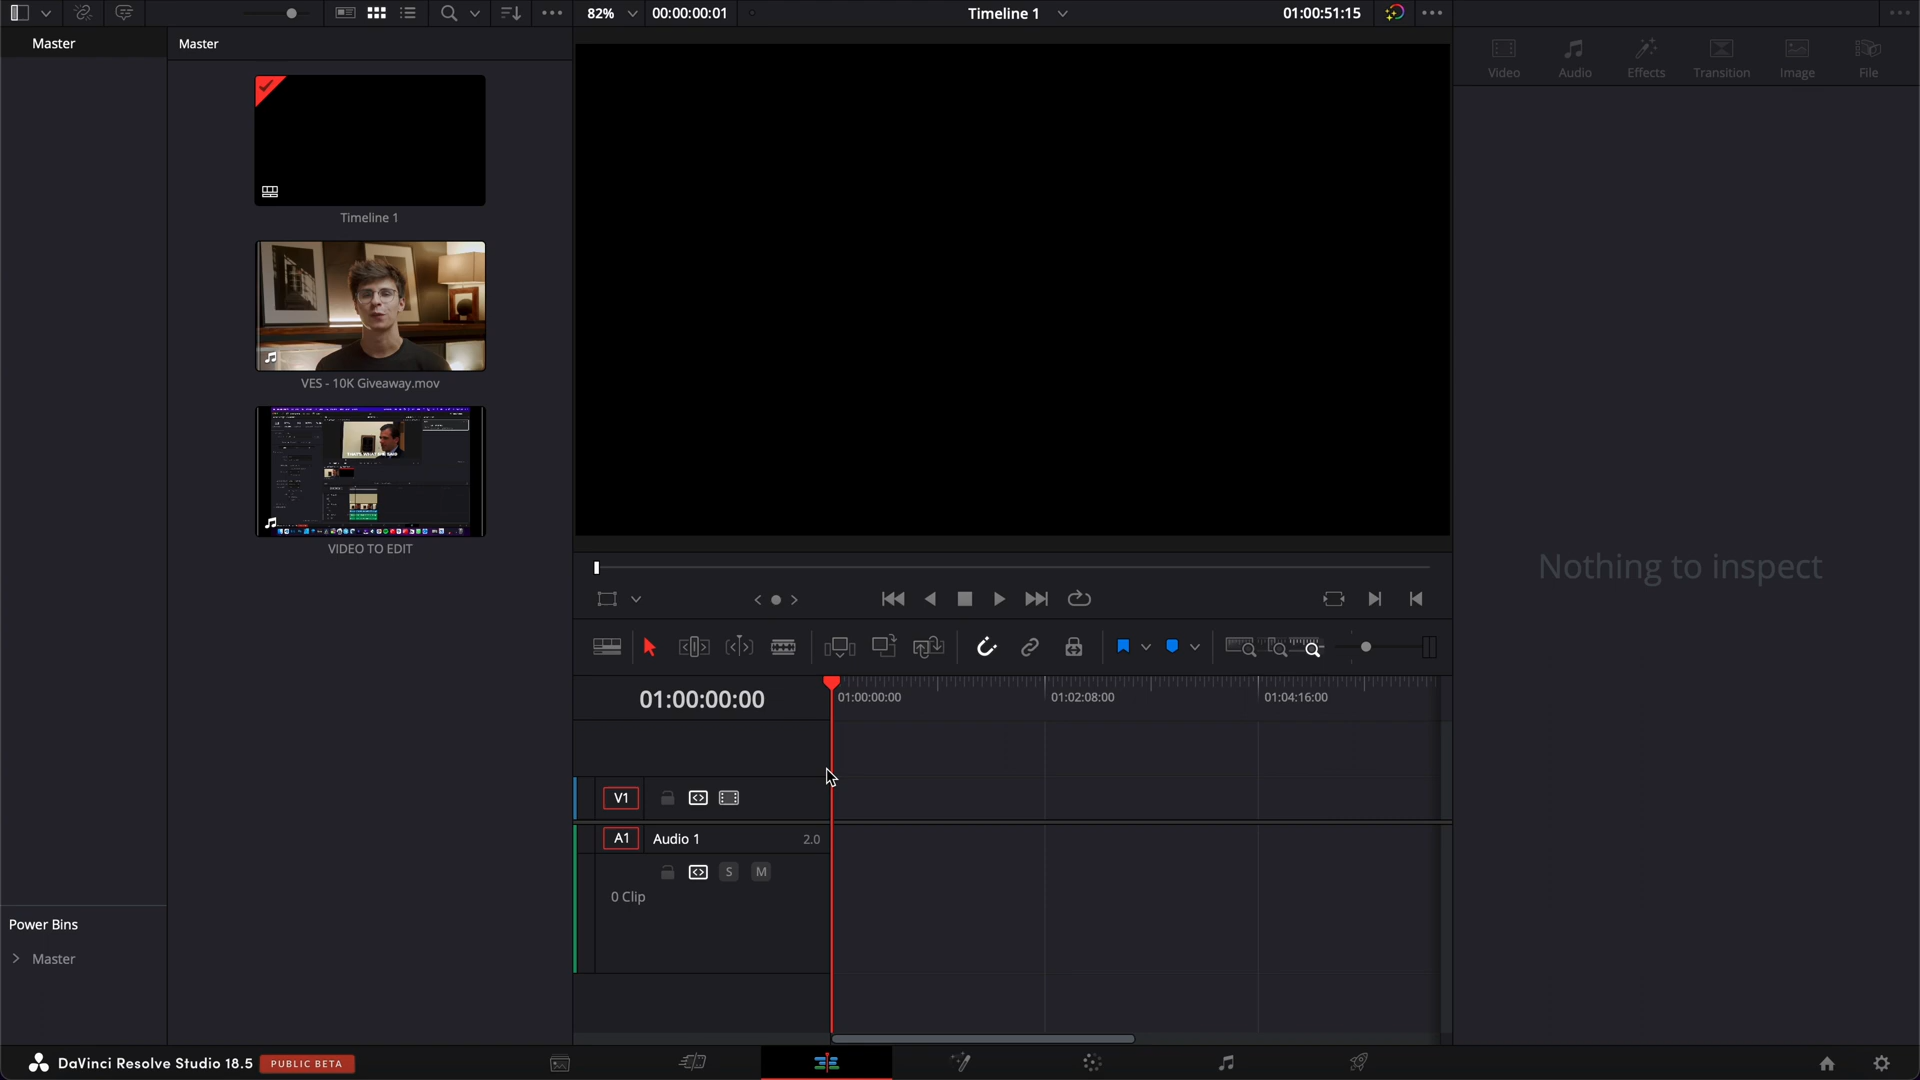 82%
00:00:00:01
Timeline 1
01:00:51:15
Master
Master
Video
Audio
Effects
Transition
Image
File
Timeline 1
VES - 10K Giveaway.mov
VIDEO TO EDIT
Nothing to inspect
01:00:00:00
01:00:00:00
01:02:08:00
01:04:16:00
V1
A1
Audio 1
2.0
S
M
0 Clip
Power Bins
Master
DaVinci Resolve Studio 18.5
PUBLIC BETA